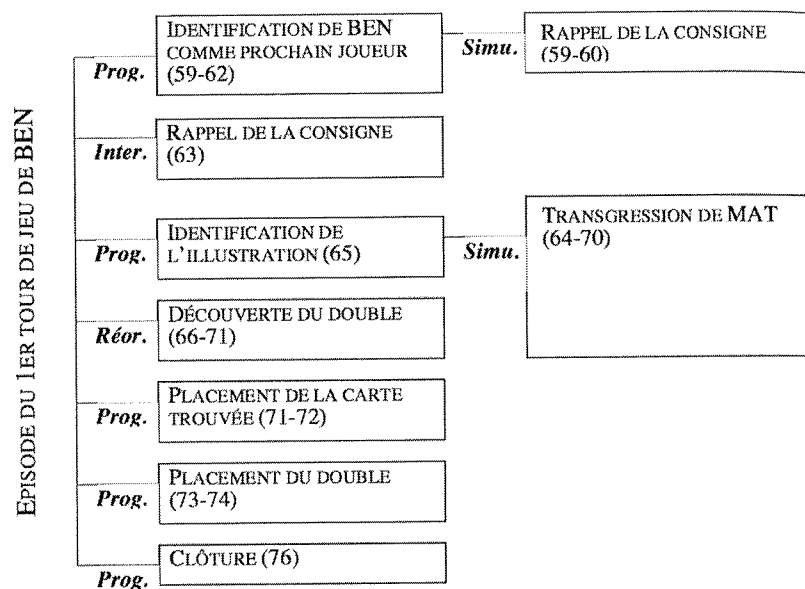 EPISODE DU 1ER TOUR DE JEU DE BEN
Prog.
IDENTIFICATION DE BEN
COMME PROCHAIN JOUEUR
(59-62)
Simu.
RAPPEL DE LA CONSIGNE
(59-60)
Inter.
RAPPEL DE LA CONSIGNE
(63)
Prog.
IDENTIFICATION DE
L'ILLUSTRATION (65)
Simu.
TRANSGRESSION DE MAT
(64-70)
Réor.
DÉCOUVERTE DU DOUBLE
(66-71)
Prog.
PLACEMENT DE LA CARTE
TROUVÉE (71-72)
Prog.
PLACEMENT DU DOUBLE
(73-74)
Prog.
CLÔTURE (76)